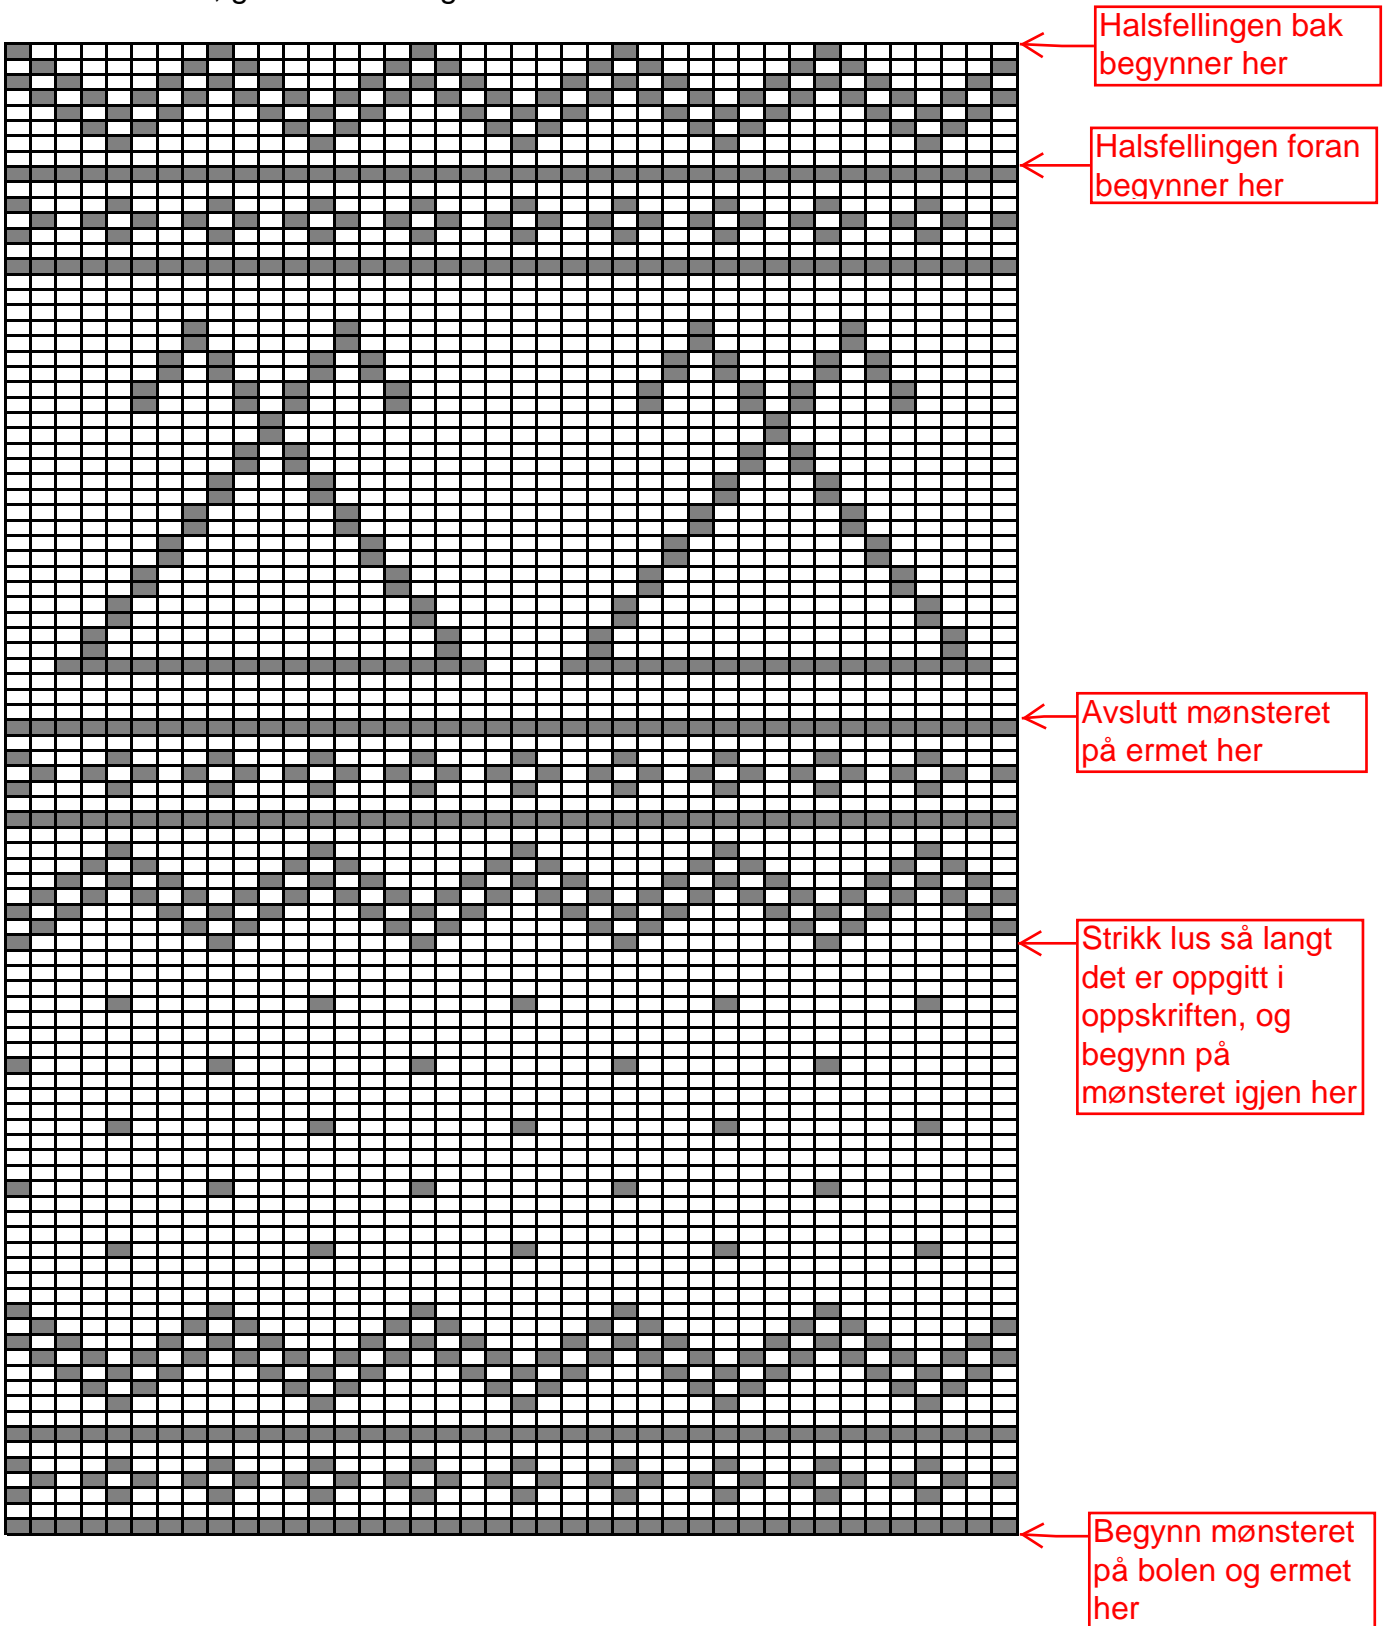 Halsfellingen bak
begynner her
Halsfellingen foran
begynner her
Avslutt mønsteret
på ermet her
Strikk lus så langt
det er oppgitt i
oppskriften, og
begynn på
mønsteret igjen her
Begynn mønsteret
på bolen og ermet
her